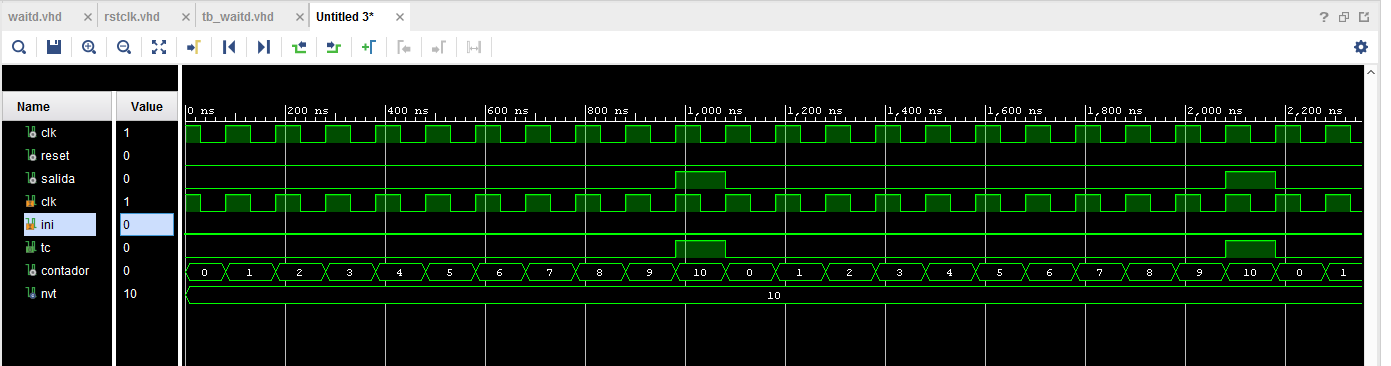 waitd.vhd × rstclk.vhd × tb_waitd.vhd × Untitled 3* × ?
Name Value
0 ns 200 ns 400 ns 600 ns 800 ns 1,000 ns 1,200 ns 1,400 ns 1,600 ns 1,800 ns 2,000 ns 2,200 ns
clk 1
reset 0
salida 0
clk 1
ini 0
tc 0
contador 0 0 1 2 3 4 5 6 7 8 9 10 0 1 2 3 4 5 6 7 8 9 10 0 1
nvt 10 10